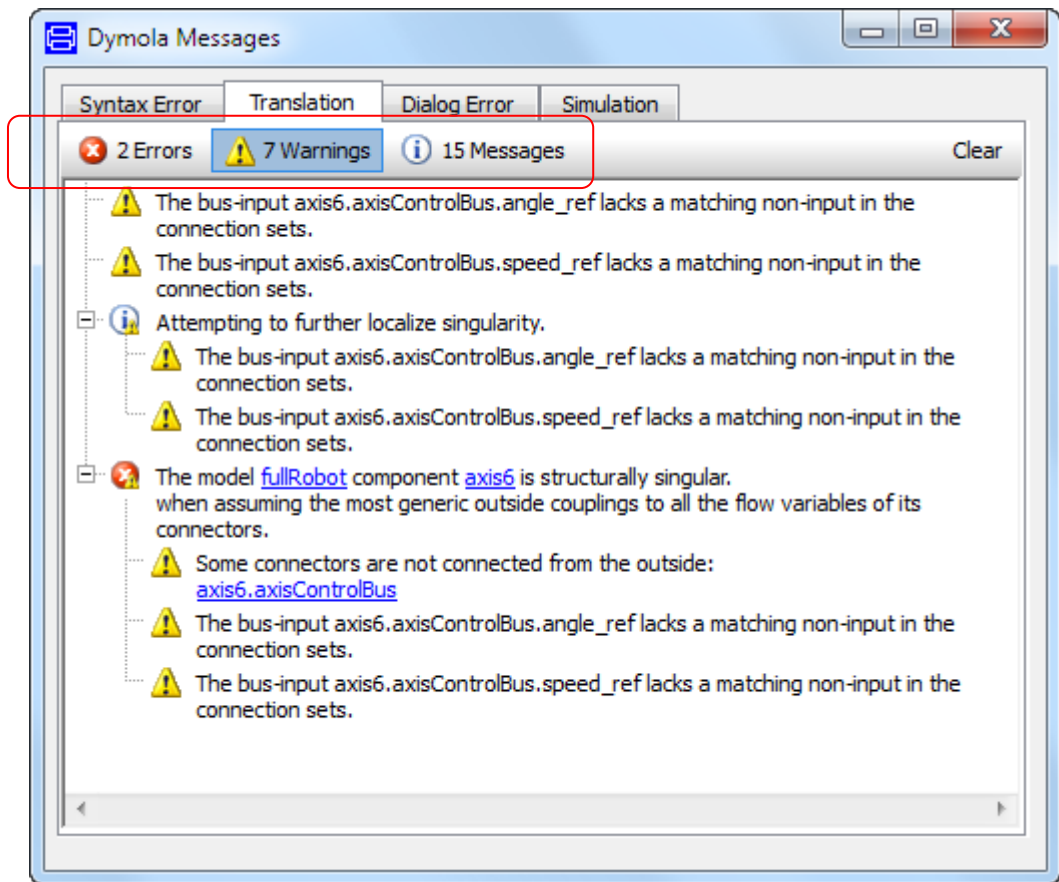 Dymola Messages
Syntax Error Translation Dialog Error Simulation
2 Errors 7 Warnings 15 Messages Clear
The bus-input axis6.axisControlBus.angle_ref lacks a matching non-input in the
connection sets.
The bus-input axis6.axisControlBus.speed_ref lacks a matching non-input in the
connection sets.
Attempting to further localize singularity.
The bus-input axis6.axisControlBus.angle_ref lacks a matching non-input in the
connection sets.
The bus-input axis6.axisControlBus.speed_ref lacks a matching non-input in the
connection sets.
The model fullRobot component axis6 is structurally singular.
when assuming the most generic outside couplings to all the flow variables of its
connectors.
Some connectors are not connected from the outside:
axis6.axisControlBus
The bus-input axis6.axisControlBus.angle_ref lacks a matching non-input in the
connection sets.
The bus-input axis6.axisControlBus.speed_ref lacks a matching non-input in the
connection sets.